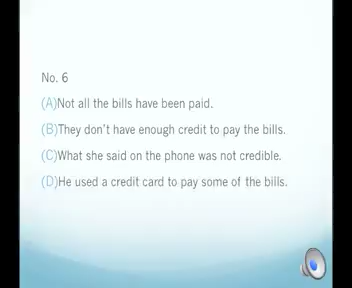 No. 6
(A)Not all the bills have been paid.
(B)They don't have enough credit to pay the bills.
(C)What she said on the phone was not credible.
(D)He used a credit card to pay some of the bills.